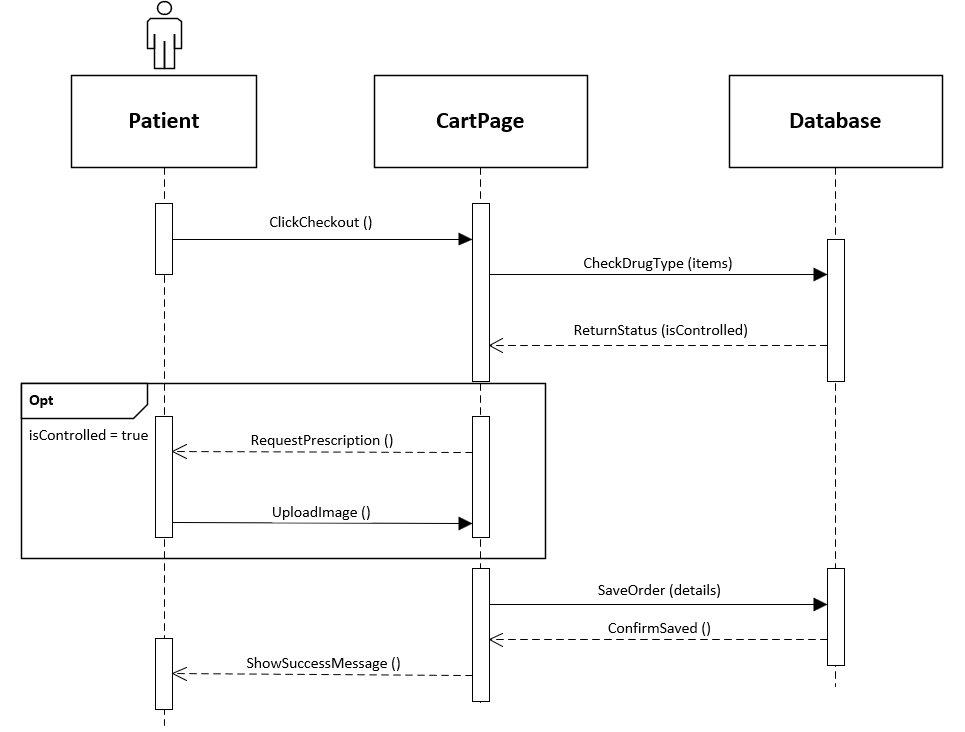 Patient
CartPage
Database
ClickCheckout ()
CheckDrugType (items)
ReturnStatus (isControlled)
Opt
isControlled = true
RequestPrescription ()
UploadImage ()
SaveOrder (details)
ConfirmSaved ()
ShowSuccessMessage ()